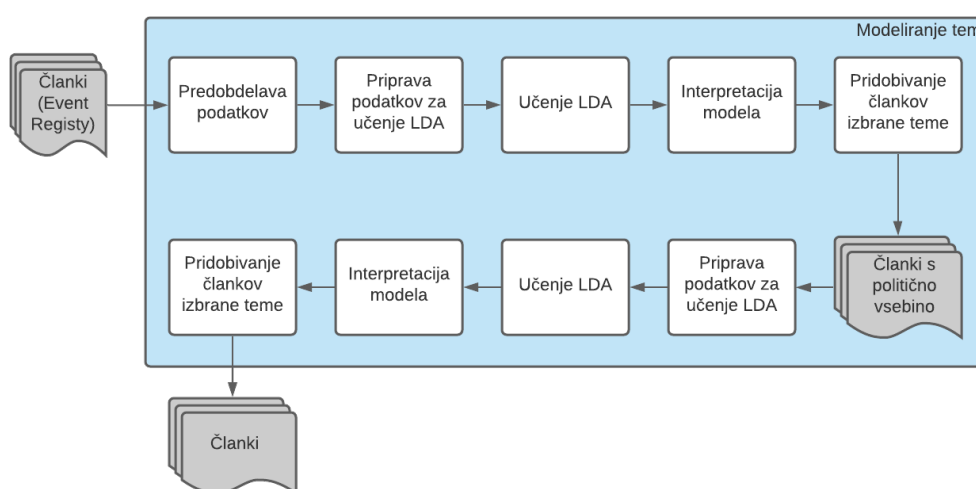 Modeliranje tem
Članki
(Event
Registy)
Predobdelava
podatkov
Priprava
podatkov za
učenje LDA
Učenje LDA
Interpretacija
modela
Pridobivanje
člankov
izbrane teme
Članki s
politično
vsebino
Priprava
podatkov za
učenje LDA
Učenje LDA
Interpretacija
modela
Pridobivanje
člankov
izbrane teme
Članki